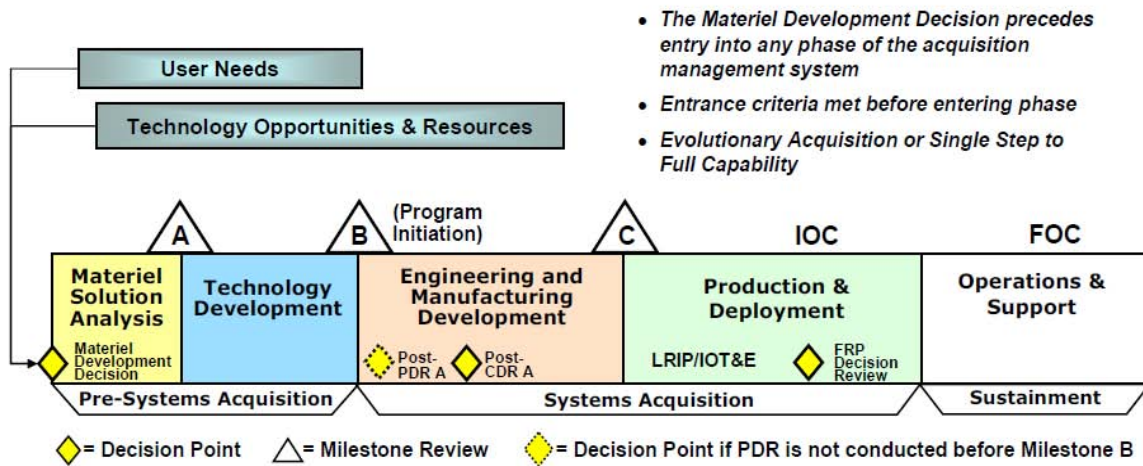 • The Materiel Development Decision precedes
entry into any phase of the acquisition
management system
• Entrance criteria met before entering phase
• Evolutionary Acquisition or Single Step to
Full Capability
User Needs
Technology Opportunities & Resources
A
B
(Program
Initiation)
C
IOC
FOC
Materiel
Solution
Analysis
Materiel
Development
Decision
Technology
Development
Engineering and
Manufacturing
Development
Post-
PDR A
Post-
CDR A
Production &
Deployment
LRIP/IOT&E
FRP
Decision
Review
Operations &
Support
Pre-Systems Acquisition
Systems Acquisition
Sustainment
= Decision Point
= Milestone Review
= Decision Point if PDR is not conducted before Milestone B